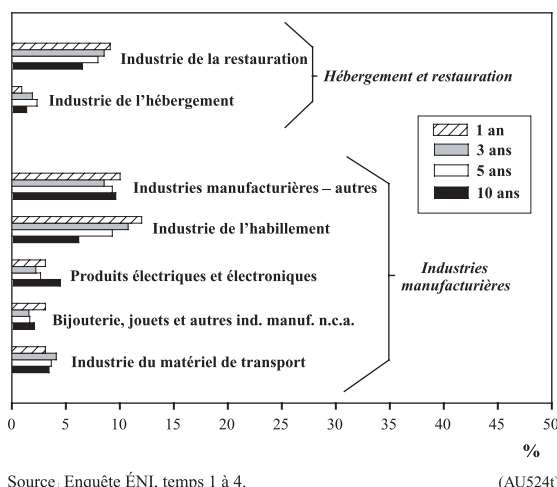 Industrie de la restauration
Hébergement et restauration
Industrie de l'hébergement
1 an
3 ans
5 ans
10 ans
Industries manufacturières – autres
Industrie de l'habillement
Produits électriques et électroniques
Industries
manufacturières
Bijouterie, jouets et autres ind. manuf. n.c.a.
Industrie du matériel de transport
0 5 10 15 20 25 30 35 40 45 50
%
Source: Enquête ÉNI, temps 1 à 4.
(AU524t)